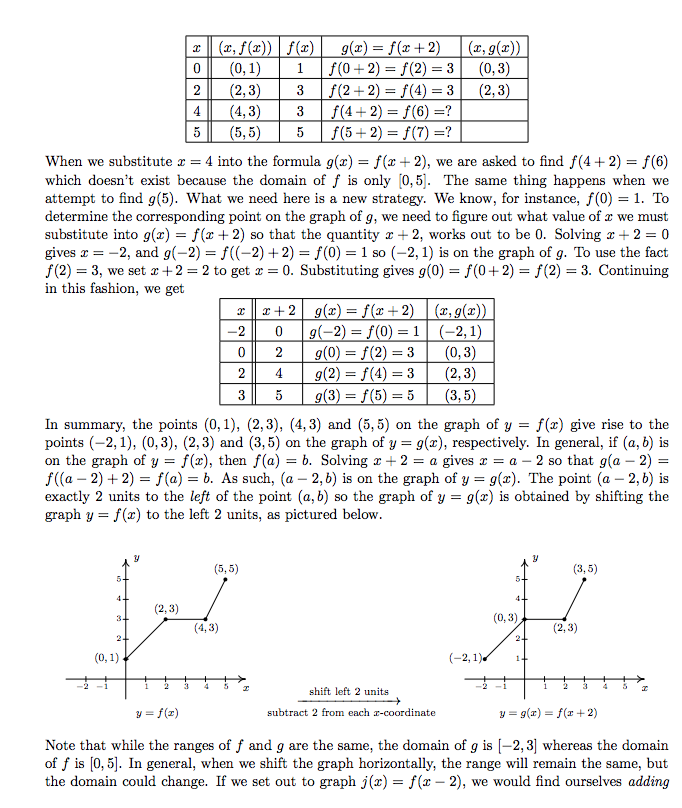 x (x, f(x)) f(x) g(x) = f(x + 2) (x, g(x))
0 (0, 1) 1 f(0 + 2) = f(2) = 3 (0, 3)
2 (2, 3) 3 f(2 + 2) = f(4) = 3 (2, 3)
4 (4, 3) 3 f(4 + 2) = f(6) =?
5 (5, 5) 5 f(5 + 2) = f(7) =?
When we substitute x = 4 into the formula g(x) = f(x + 2), we are asked to find f(4 + 2) = f(6)
which doesn't exist because the domain of f is only [0, 5]. The same thing happens when we
attempt to find g(5). What we need here is a new strategy. We know, for instance, f(0) = 1. To
determine the corresponding point on the graph of g, we need to figure out what value of x we must
substitute into g(x) = f(x + 2) so that the quantity x + 2, works out to be 0. Solving x + 2 = 0
gives x = −2, and g(−2) = f((−2) + 2) = f(0) = 1 so (−2, 1) is on the graph of g. To use the fact
f(2) = 3, we set x + 2 = 2 to get x = 0. Substituting gives g(0) = f(0 + 2) = f(2) = 3. Continuing
in this fashion, we get
x x + 2 g(x) = f(x + 2) (x, g(x))
−2 0 g(−2) = f(0) = 1 (−2, 1)
0 2 g(0) = f(2) = 3 (0, 3)
2 4 g(2) = f(4) = 3 (2, 3)
3 5 g(3) = f(5) = 5 (3, 5)
In summary, the points (0, 1), (2, 3), (4, 3) and (5, 5) on the graph of y = f(x) give rise to the
points (−2, 1), (0, 3), (2, 3) and (3, 5) on the graph of y = g(x), respectively. In general, if (a, b) is
on the graph of y = f(x), then f(a) = b. Solving x + 2 = a gives x = a − 2 so that g(a − 2) =
f((a − 2) + 2) = f(a) = b. As such, (a − 2, b) is on the graph of y = g(x). The point (a − 2, b) is
exactly 2 units to the left of the point (a, b) so the graph of y = g(x) is obtained by shifting the
graph y = f(x) to the left 2 units, as pictured below.
y
(5, 5)
5
4
(2, 3)
3
(4, 3)
2
(0, 1)
−2 −1 1 2 3 4 5 x
y = f(x)
shift left 2 units
subtract 2 from each x-coordinate
y
(3, 5)
5
4
(0, 3)
(2, 3)
2
(−2, 1)
1
−2 −1 1 2 3 4 5 x
y = g(x) = f(x + 2)
Note that while the ranges of f and g are the same, the domain of g is [−2, 3] whereas the domain
of f is [0, 5]. In general, when we shift the graph horizontally, the range will remain the same, but
the domain could change. If we set out to graph j(x) = f(x − 2), we would find ourselves adding